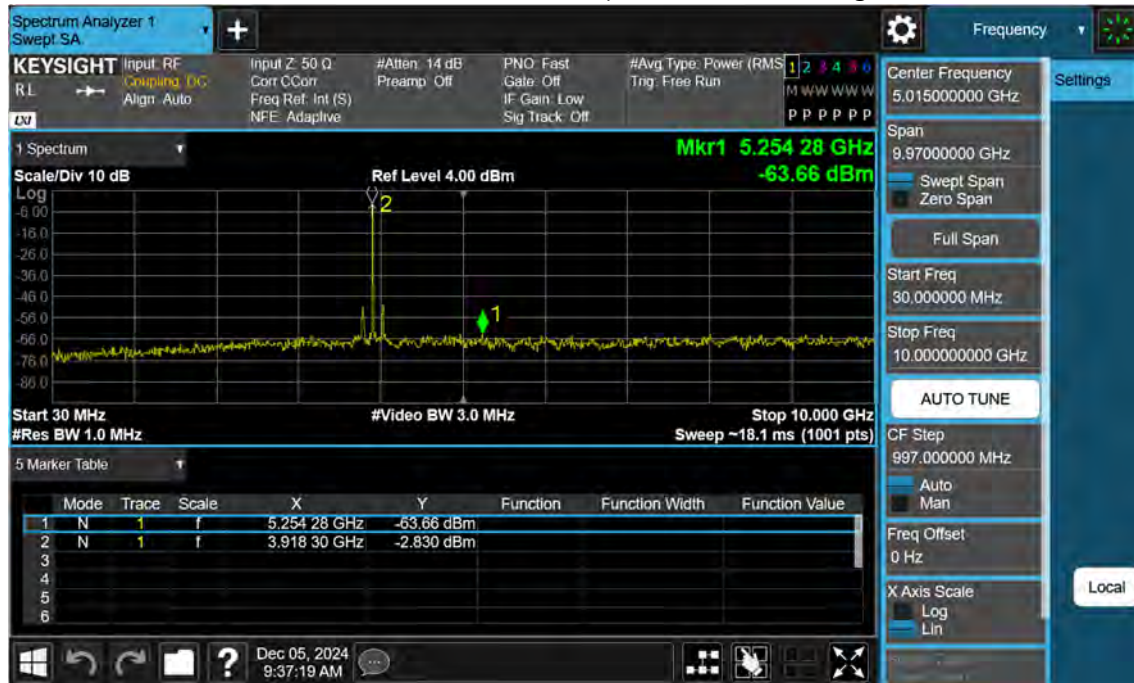 Spectrum Analyzer 1
Swept SA
+
Frequency
KEYSIGHT
RL
LXI
Input: RF
Coupling: DC
Align: Auto
Input Z: 50 Ω
Corr CCorr
Freq Ref: Int (S)
NFE: Adaptive
#Atten: 14 dB
Preamp: Off
PNO: Fast
Gate: Off
IF Gain: Low
Sig Track: Off
#Avg Type: Power (RMS
Trig: Free Run
1 2 3 4 5 6
M W W W W W
P P P P P P
1 Spectrum
Scale/Div 10 dB
Ref Level 4.00 dBm
Mkr1 5.254 28 GHz
-63.66 dBm
Log
-6.00
-16.0
-26.0
-36.0
-46.0
-56.0
-66.0
-76.0
-86.0
2
1
Start 30 MHz
#Video BW 3.0 MHz
Stop 10.000 GHz
#Res BW 1.0 MHz
Sweep ~18.1 ms (1001 pts)
5 Marker Table
Mode Trace Scale X Y Function Function Width Function Value
1 N 1 f 5.254 28 GHz -63.66 dBm
2 N 1 f 3.918 30 GHz -2.830 dBm
3
4
5
6
Dec 05, 2024
9:37:19 AM
?
Center Frequency
5.015000000 GHz
Settings
Span
9.97000000 GHz
Swept Span
Zero Span
Full Span
Start Freq
30.000000 MHz
Stop Freq
10.000000000 GHz
AUTO TUNE
CF Step
997.000000 MHz
Auto
Man
Freq Offset
0 Hz
X Axis Scale
Log
Lin
Local